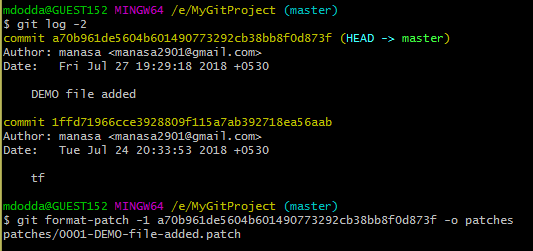 mdodda@GUEST152 MINGW64 /e/MyGitProject (master)
$ git log -2
commit a70b961de5604b601490773292cb38bb8f0d873f (HEAD -> master)
Author: manasa <manasa2901@gmail.com>
Date:   Fri Jul 27 19:29:18 2018 +0530
    DEMO file added
commit 1ffd71966cce3928809f115a7ab392718ea56aab
Author: manasa <manasa2901@gmail.com>
Date:   Tue Jul 24 20:33:53 2018 +0530
    tf
mdodda@GUEST152 MINGW64 /e/MyGitProject (master)
$ git format-patch -1 a70b961de5604b601490773292cb38bb8f0d873f -o patches
patches/0001-DEMO-file-added.patch